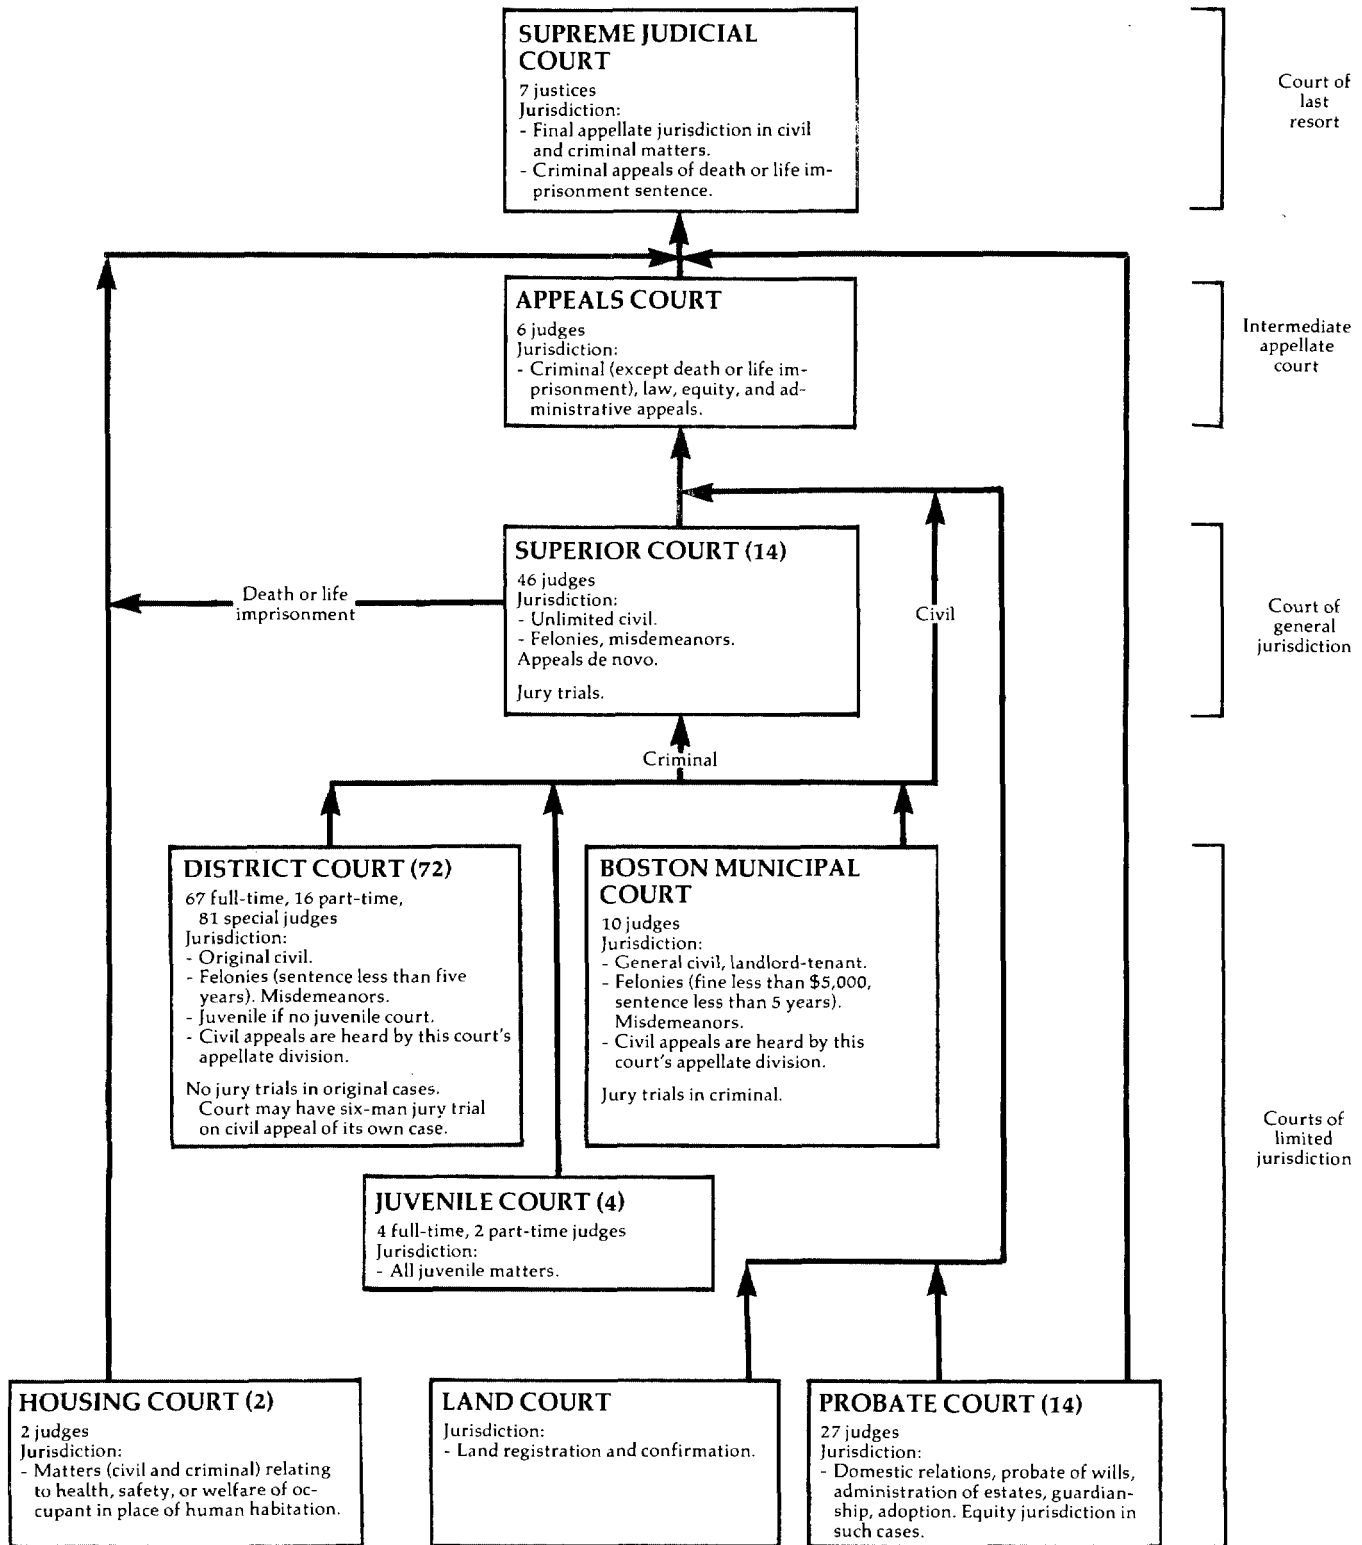 SUPREME JUDICIAL
COURT
7 justices
Jurisdiction:
- Final appellate jurisdiction in civil
and criminal matters.
- Criminal appeals of death or life im-
prisonment sentence.
Court of
last
resort
APPEALS COURT
6 judges
Jurisdiction:
- Criminal (except death or life im-
prisonment), law, equity, and ad-
ministrative appeals.
Intermediate
appellate
court
SUPERIOR COURT (14)
46 judges
Jurisdiction:
- Unlimited civil.
- Felonies, misdemeanors.
Appeals de novo.
Jury trials.
Death or life
imprisonment
Civil
Court of
general
jurisdiction
Criminal
DISTRICT COURT (72)
67 full-time, 16 part-time,
81 special judges
Jurisdiction:
- Original civil.
- Felonies (sentence less than five
years). Misdemeanors.
- Juvenile if no juvenile court.
- Civil appeals are heard by this court's
appellate division.
No jury trials in original cases.
Court may have six-man jury trial
on civil appeal of its own case.
BOSTON MUNICIPAL
COURT
10 judges
Jurisdiction:
- General civil, landlord-tenant.
- Felonies (fine less than $5,000,
sentence less than 5 years).
Misdemeanors.
- Civil appeals are heard by this
court's appellate division.
Jury trials in criminal.
Courts of
limited
jurisdiction
JUVENILE COURT (4)
4 full-time, 2 part-time judges
Jurisdiction:
- All juvenile matters.
HOUSING COURT (2)
2 judges
Jurisdiction:
- Matters (civil and criminal) relating
to health, safety, or welfare of oc-
cupant in place of human habitation.
LAND COURT
Jurisdiction:
- Land registration and confirmation.
PROBATE COURT (14)
27 judges
Jurisdiction:
- Domestic relations, probate of wills,
administration of estates, guardian-
ship, adoption. Equity jurisdiction in
such cases.